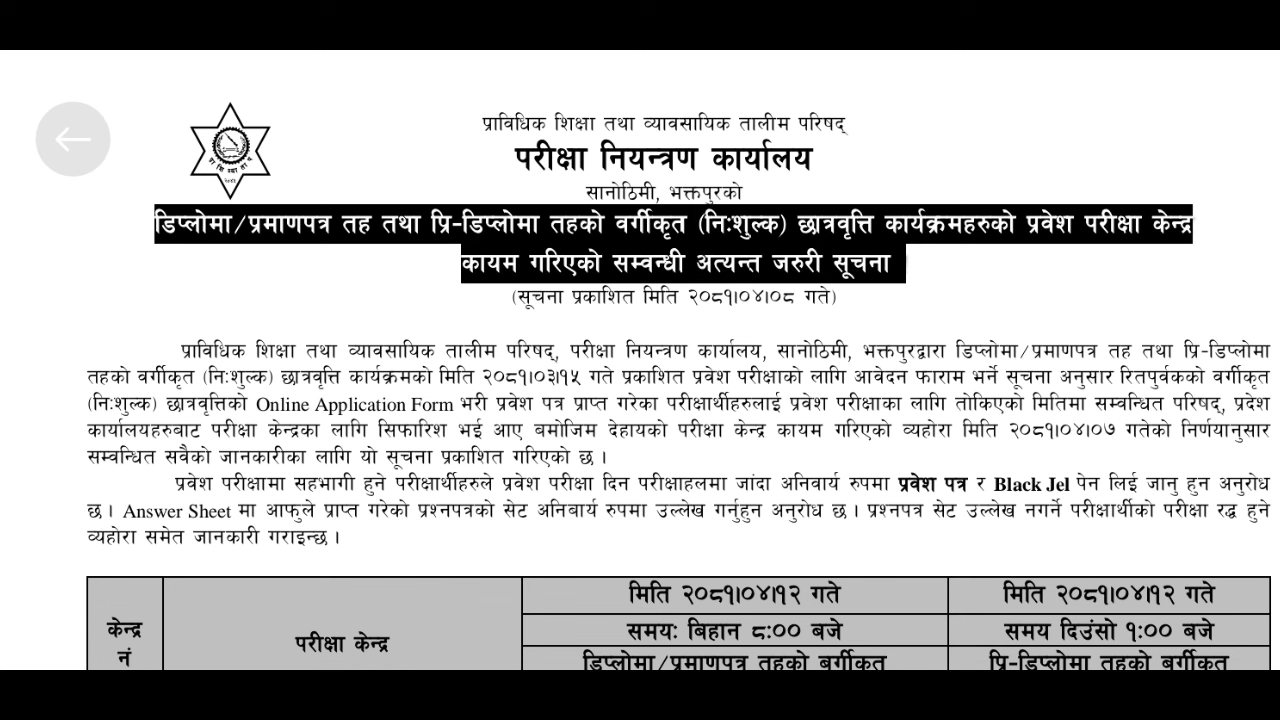 प्राविधिक शिक्षा तथा व्यावसायिक तालीम परिषद्
परीक्षा नियन्त्रण कार्यालय
सानोठिमी, भक्तपुरको
डिप्लोमा/प्रमाणपत्र तह तथा प्रि-डिप्लोमा तहको वर्गीकृत (नि:शुल्क) छात्रवृत्ति कार्यक्रमहरुको प्रवेश परीक्षा केन्द्र
कायम गरिएको सम्वन्धी अत्यन्त जरुरी सूचना
(सूचना प्रकाशित मिति २०८१।०४।०८ गते)
प्राविधिक शिक्षा तथा व्यावसायिक तालीम परिषद्, परीक्षा नियन्त्रण कार्यालय, सानोठिमी, भक्तपुरद्वारा डिप्लोमा/प्रमाणपत्र तह तथा प्रि-डिप्लोमा
तहको वर्गीकृत (नि:शुल्क) छात्रवृत्ति कार्यक्रमको मिति २०८१।०३।१५ गते प्रकाशित प्रवेश परीक्षाको लागि आवेदन फाराम भर्ने सूचना अनुसार रितपुर्वकको वर्गीकृत
(नि:शुल्क) छात्रवृत्तिको Online Application Form भरी प्रवेश पत्र प्राप्त गरेका परीक्षार्थीहरुलाई प्रवेश परीक्षाका लागि तोकिएको मितिमा सम्वन्धित परिषद्, प्रदेश
कार्यालयहरुबाट परीक्षा केन्द्रका लागि सिफारिश भई आए बमोजिम देहायको परीक्षा केन्द्र कायम गरिएको व्यहोरा मिति २०८१।०४।०७ गतेको निर्णयानुसार
सम्वन्धित सवैको जानकारीका लागि यो सूचना प्रकाशित गरिएको छ ।
प्रवेश परीक्षामा सहभागी हुने परीक्षार्थीहरुले प्रवेश परीक्षा दिन परीक्षाहलमा जांदा अनिवार्य रुपमा प्रवेश पत्र र Black Jel पेन लिई जानु हुन अनुरोध
छ । Answer Sheet मा आफुले प्राप्त गरेको प्रश्नपत्रको सेट अनिवार्य रुपमा उल्लेख गर्नुहुन अनुरोध छ । प्रश्नपत्र सेट उल्लेख नगर्ने परीक्षार्थीको परीक्षा रद्ध हुने
व्यहोरा समेत जानकारी गराइन्छ ।
केन्द्र
नं
परीक्षा केन्द्र
मिति २०८१।०४।१२ गते
मिति २०८१।०४।१२ गते
समय: बिहान ८:०० बजे
समय दिउंसो १:०० बजे
डिप्लोमा/प्रमाणपत्र तहको बर्गीकृत
प्रि-डिप्लोमा तहको बर्गीकृत